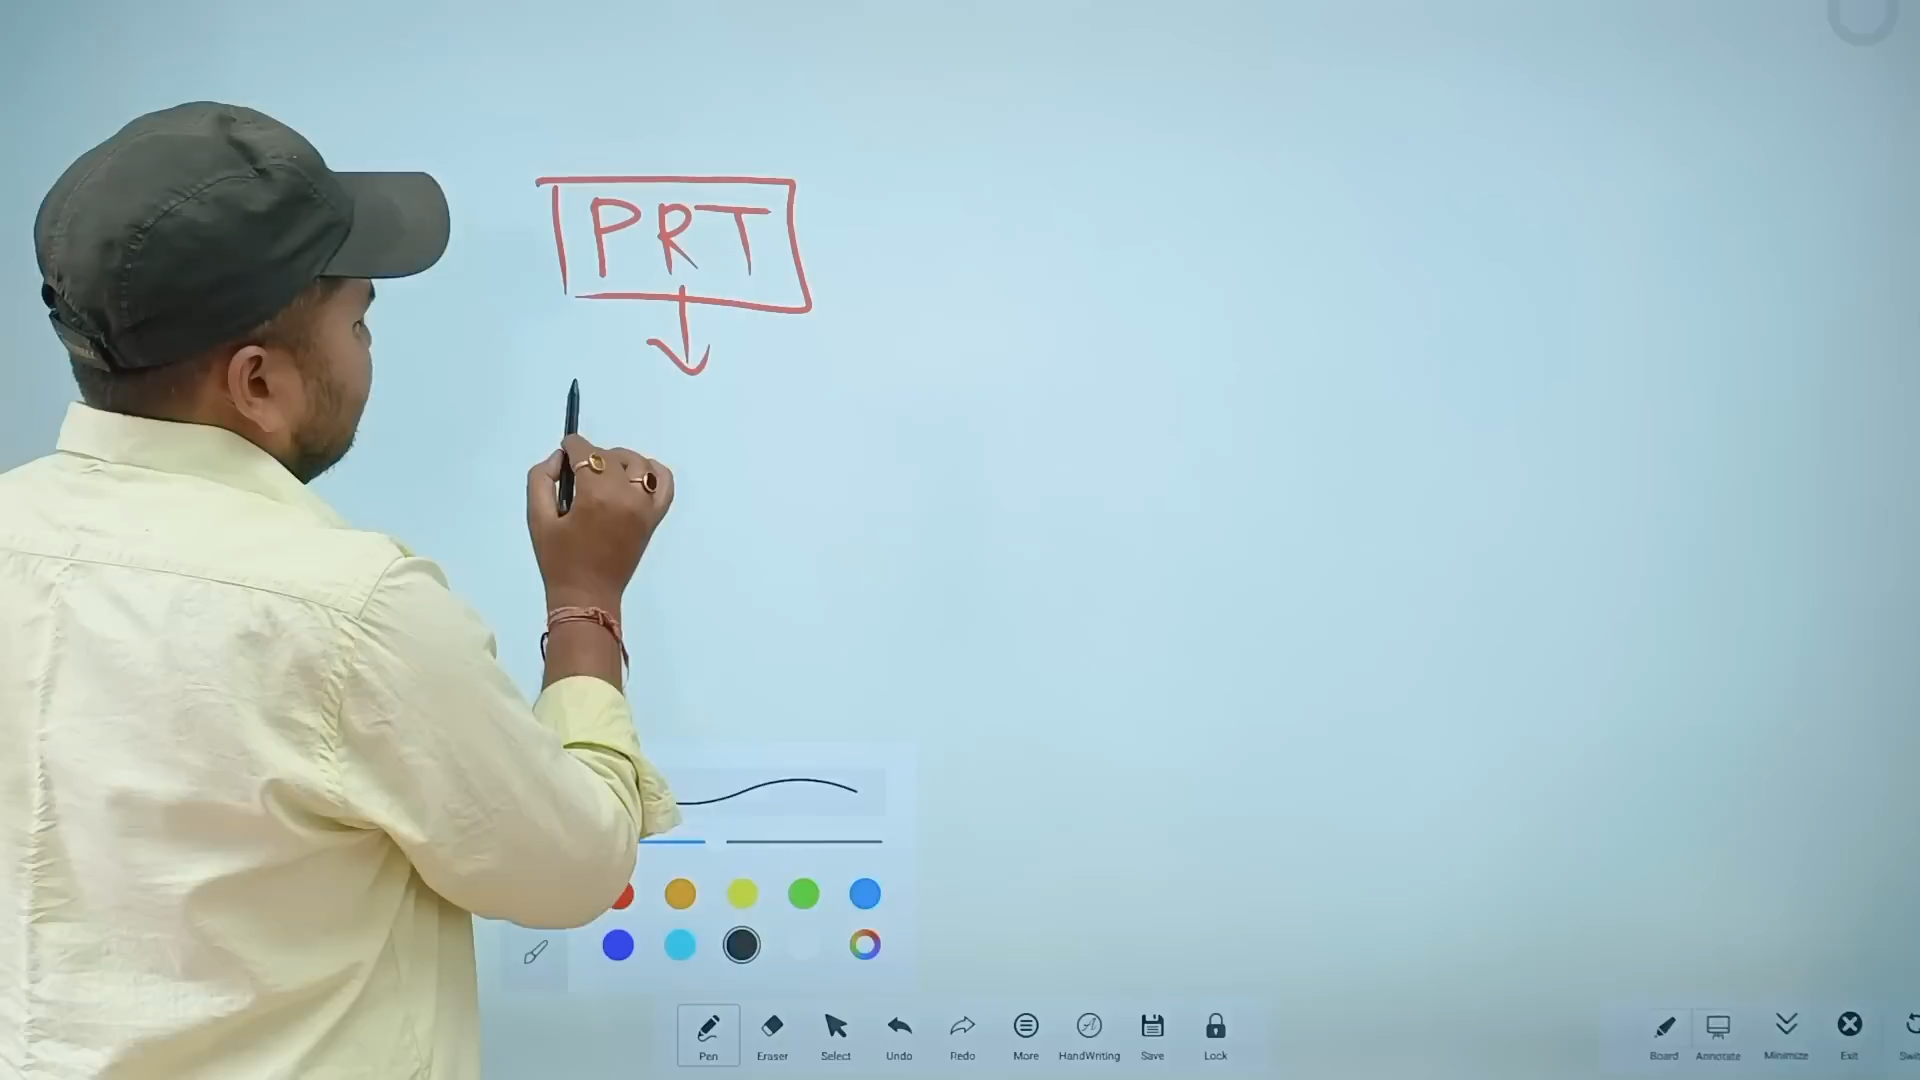 PRT
Pen Eraser Select Undo Redo More HandWriting Save Lock
Board Annotate Minimize Exit